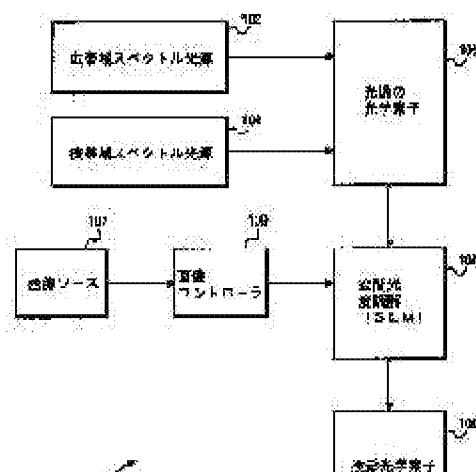 102
広帯域スペクトル光源
104
狭帯域スペクトル光源
光源の
光学素子
107
画像ソース
109
画像
コントローラ
空間光
変調器
(SLM)
投影光学素子